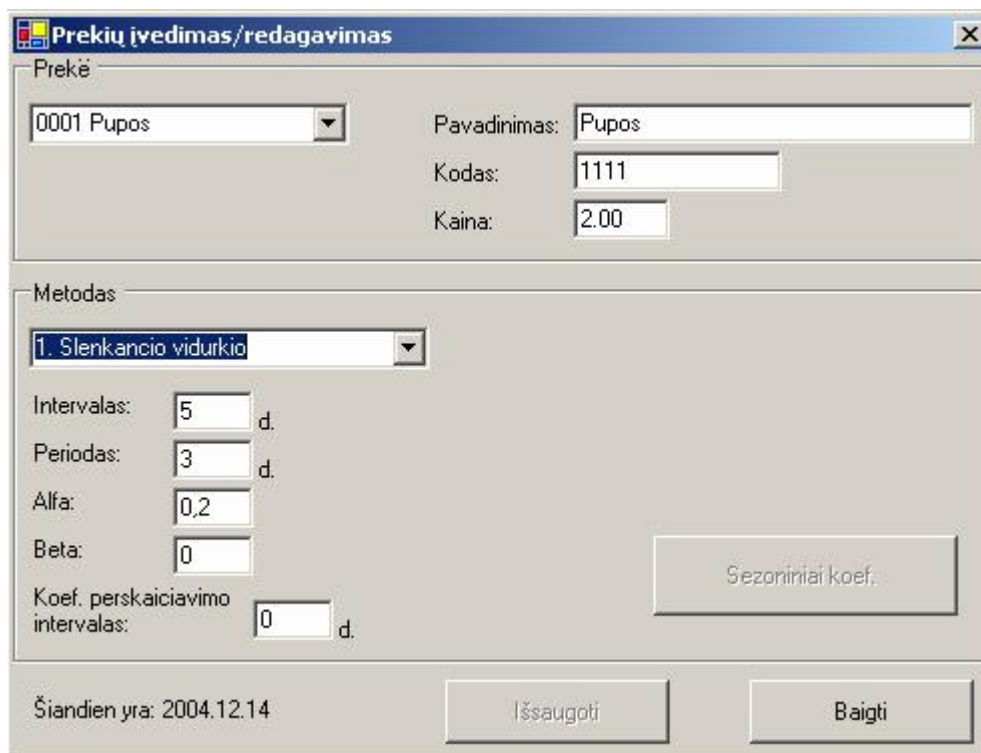 Prekių įvedimas/redagavimas
Prekë
0001 Pupos
Pavadinimas: Pupos
Kodas: 1111
Kaina: 2.00
Metodas
1. Slenkancio vidurkio
Intervalas: 5 d.
Periodas: 3 d.
Alfa: 0,2
Beta: 0
Sezoniniai koef.
Koef. perskaiciavimo
intervalas: 0 d.
Šiandien yra: 2004.12.14
Išsaugoti
Baigti